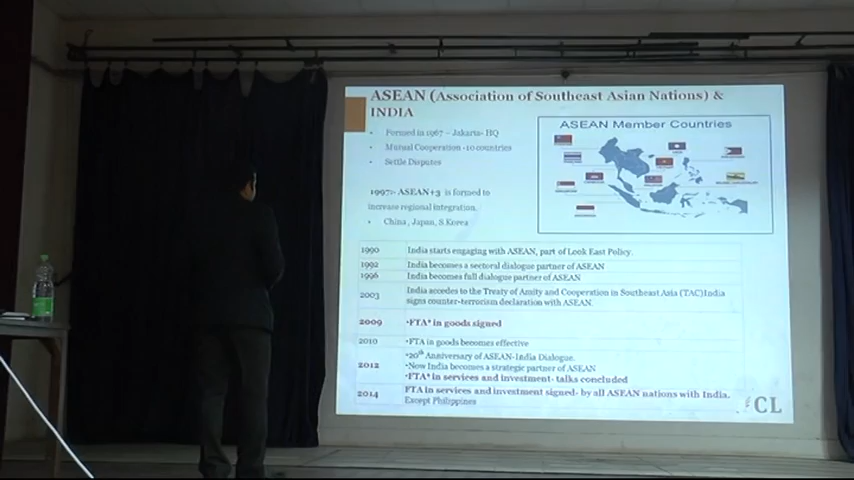 ASEAN (Association of Southeast Asian Nations) &
INDIA
• Formed in 1967 – Jakarta- HQ
• Mutual Cooperation -10 countries
• Settle Disputes
1997:- ASEAN+3 is formed to
increase regional integration.
• China, Japan, S.Korea
ASEAN Member Countries
1990 India starts engaging with ASEAN, part of Look East Policy.
1992 India becomes a sectoral dialogue partner of ASEAN
1996 India becomes full dialogue partner of ASEAN
2003 India accedes to the Treaty of Amity and Cooperation in Southeast Asia (TAC)India
signs counter-terrorism declaration with ASEAN.
2009 •FTA* in goods signed
2010 •FTA in goods becomes effective
2012 •20th Anniversary of ASEAN- India Dialogue.
•Now India becomes a strategic partner of ASEAN
•FTA* in services and investment- talks concluded
2014 FTA in services and investment signed- by all ASEAN nations with India.
Except Philippines
CL